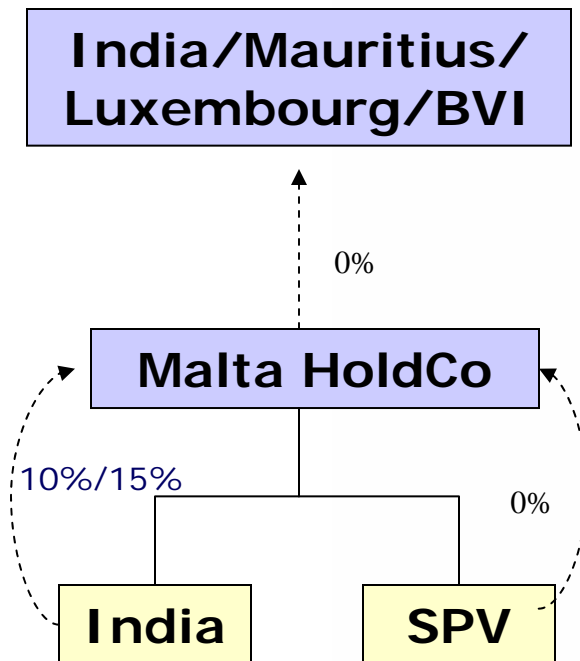 India/Mauritius/
Luxembourg/BVI
0%
Malta HoldCo
10%/15%
0%
India
SPV